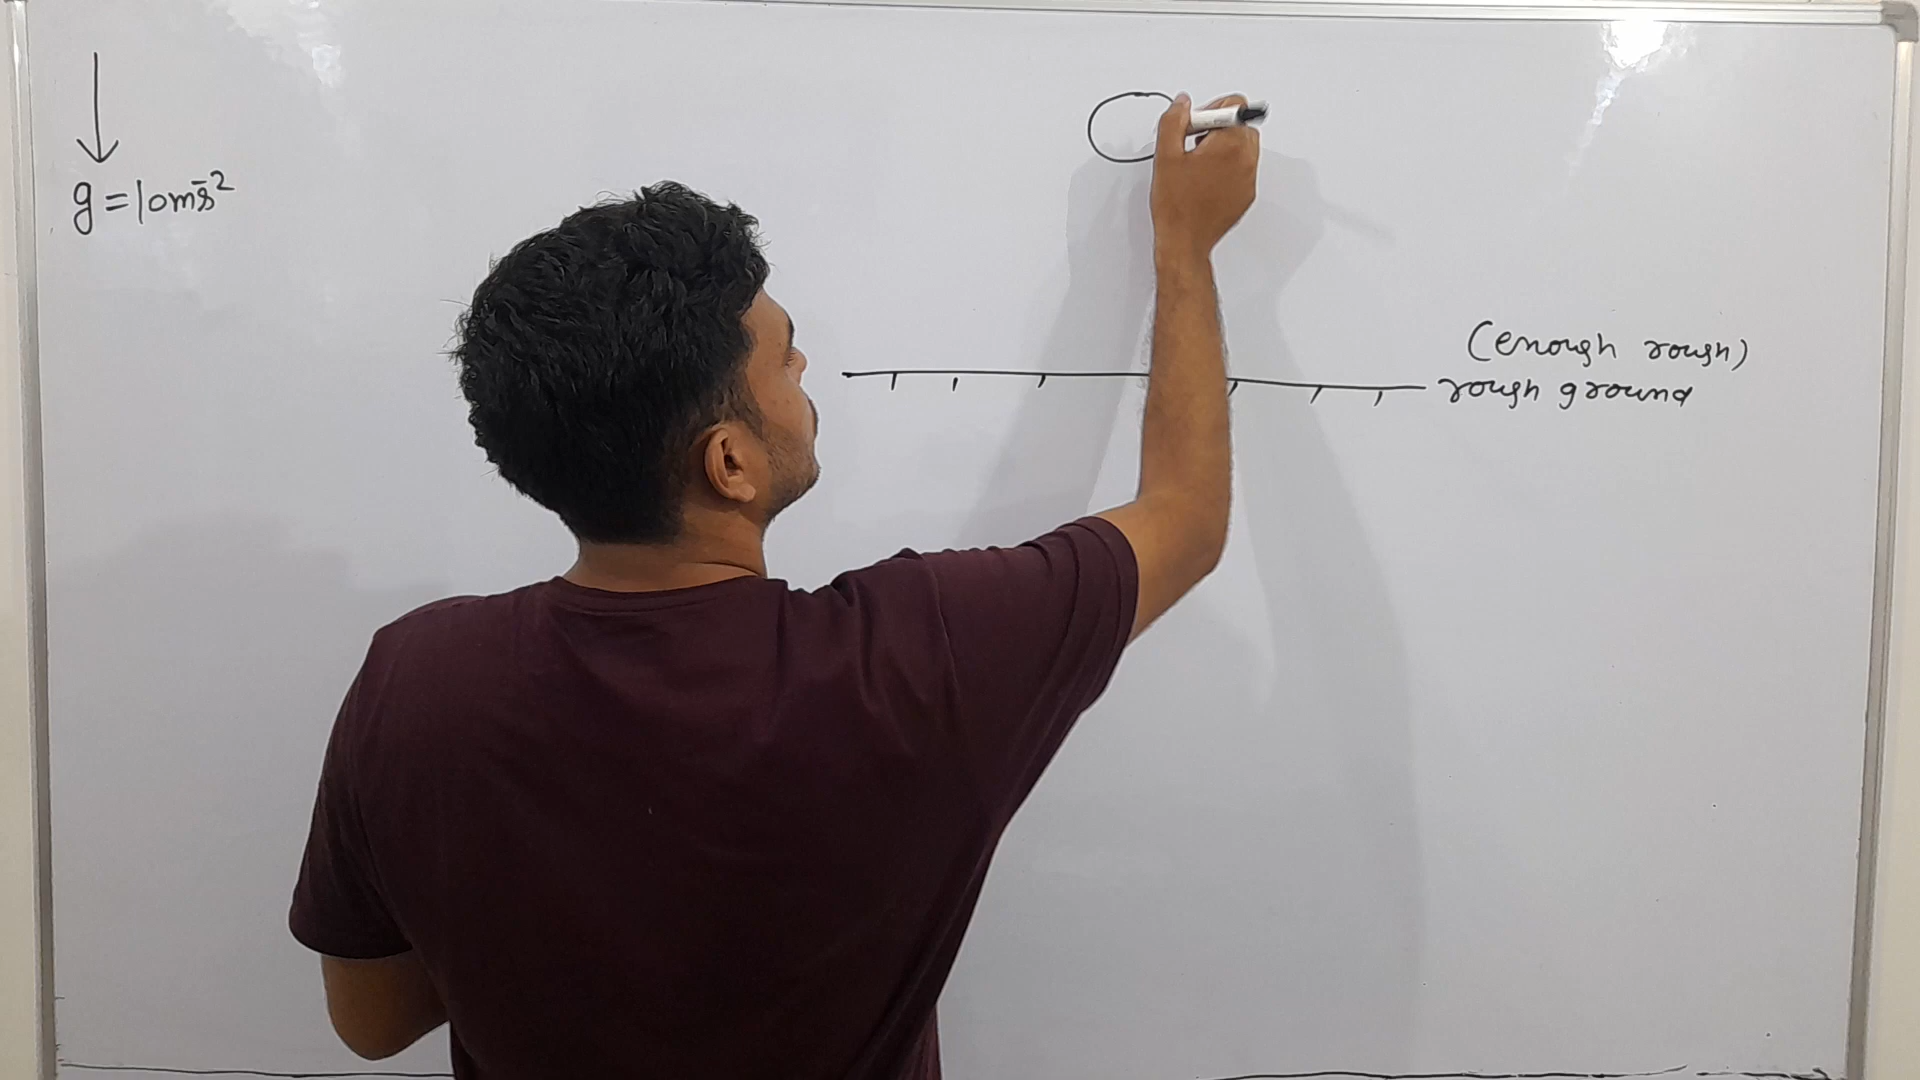 g = 10ms⁻²
(enough rough)
rough ground